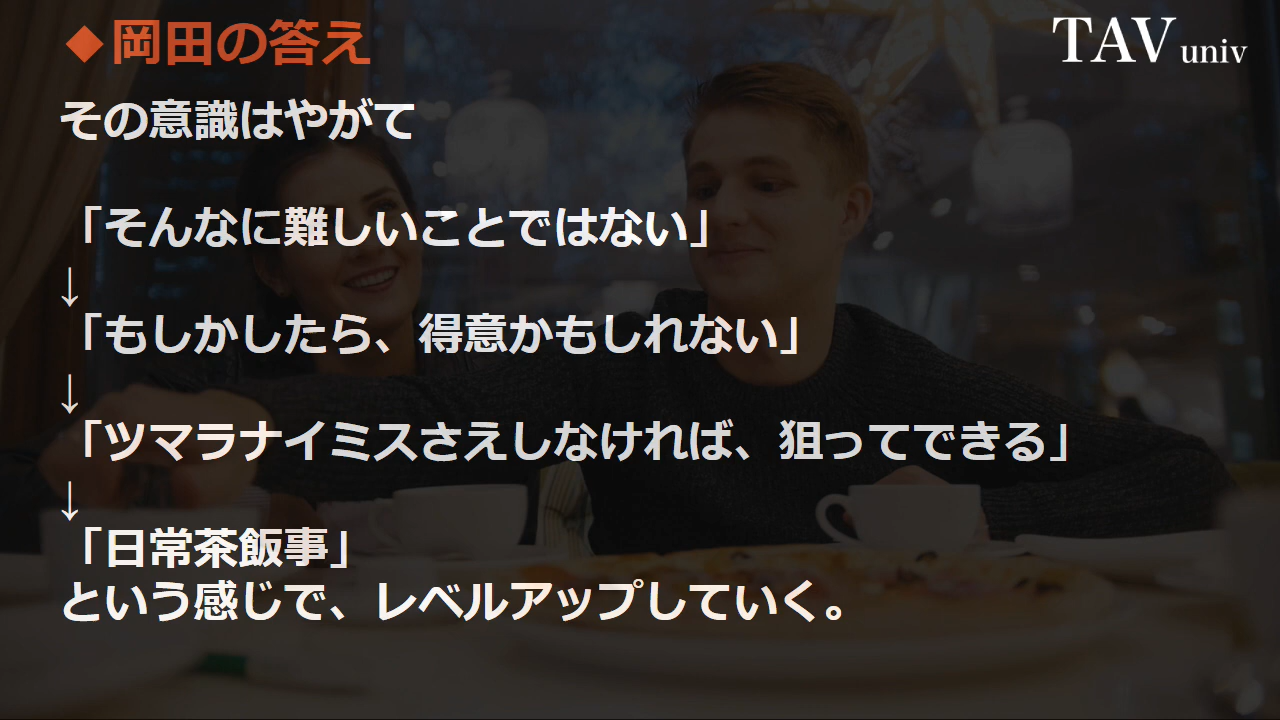 ◆岡田の答え
TAV univ
その意識はやがて
「そんなに難しいことではない」
↓
「もしかしたら、得意かもしれない」
↓
「ツマラナイミスさえしなければ、狙ってできる」
↓
「日常茶飯事」
という感じで、レベルアップしていく。